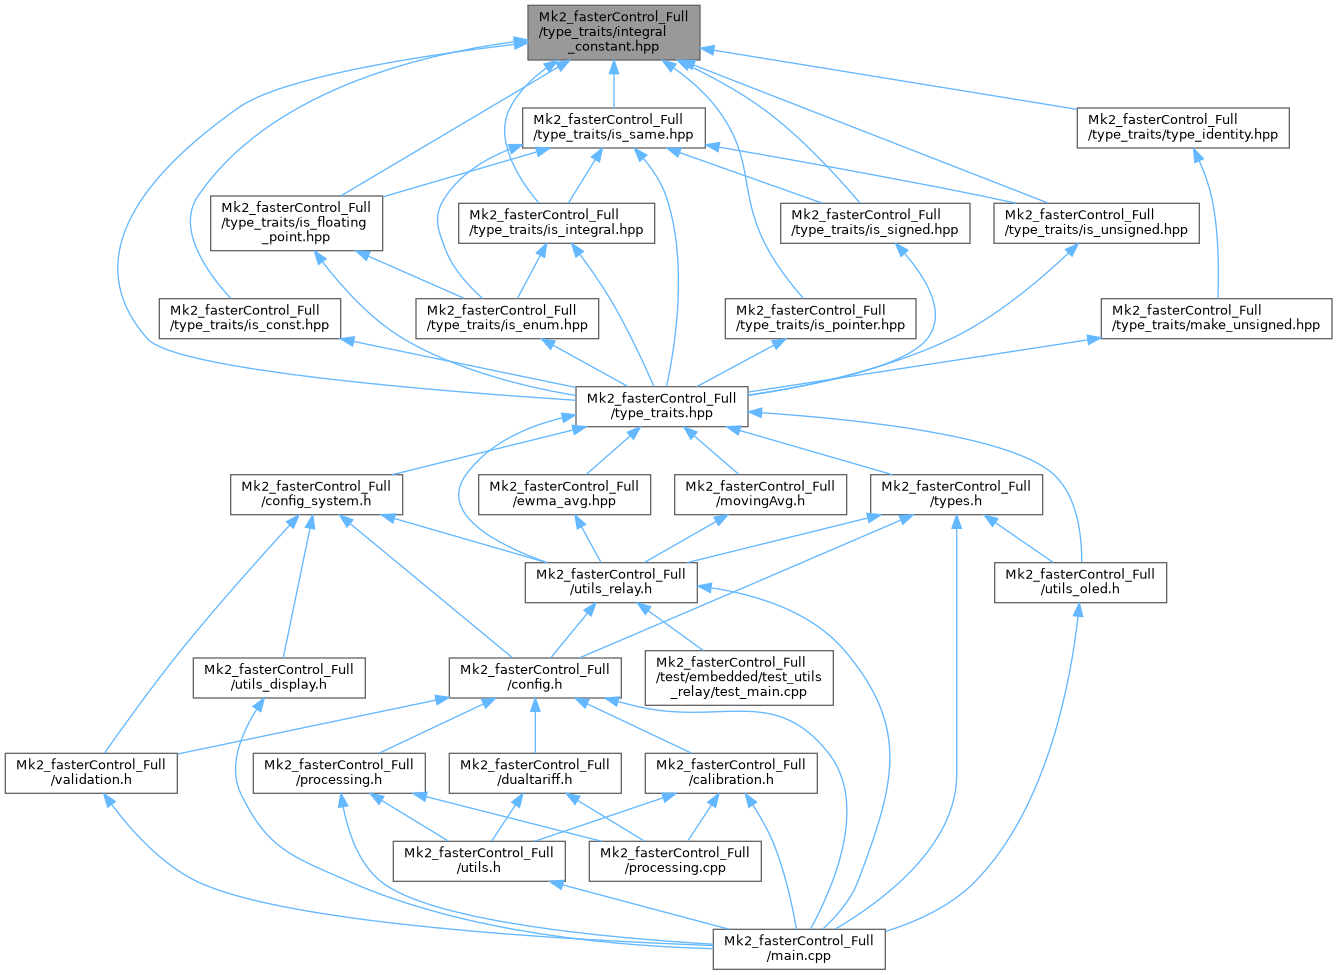 Mk2_fasterControl_Full
/type_traits/integral
_constant.hpp
Mk2_fasterControl_Full
/type_traits/is_same.hpp
Mk2_fasterControl_Full
/type_traits/type_identity.hpp
Mk2_fasterControl_Full
/type_traits/is_floating
_point.hpp
Mk2_fasterControl_Full
/type_traits/is_integral.hpp
Mk2_fasterControl_Full
/type_traits/is_signed.hpp
Mk2_fasterControl_Full
/type_traits/is_unsigned.hpp
Mk2_fasterControl_Full
/type_traits/is_const.hpp
Mk2_fasterControl_Full
/type_traits/is_enum.hpp
Mk2_fasterControl_Full
/type_traits/is_pointer.hpp
Mk2_fasterControl_Full
/type_traits/make_unsigned.hpp
Mk2_fasterControl_Full
/type_traits.hpp
Mk2_fasterControl_Full
/config_system.h
Mk2_fasterControl_Full
/ewma_avg.hpp
Mk2_fasterControl_Full
/movingAvg.h
Mk2_fasterControl_Full
/types.h
Mk2_fasterControl_Full
/utils_relay.h
Mk2_fasterControl_Full
/utils_oled.h
Mk2_fasterControl_Full
/utils_display.h
Mk2_fasterControl_Full
/config.h
Mk2_fasterControl_Full
/test/embedded/test_utils
_relay/test_main.cpp
Mk2_fasterControl_Full
/validation.h
Mk2_fasterControl_Full
/processing.h
Mk2_fasterControl_Full
/dualtariff.h
Mk2_fasterControl_Full
/calibration.h
Mk2_fasterControl_Full
/utils.h
Mk2_fasterControl_Full
/processing.cpp
Mk2_fasterControl_Full
/main.cpp